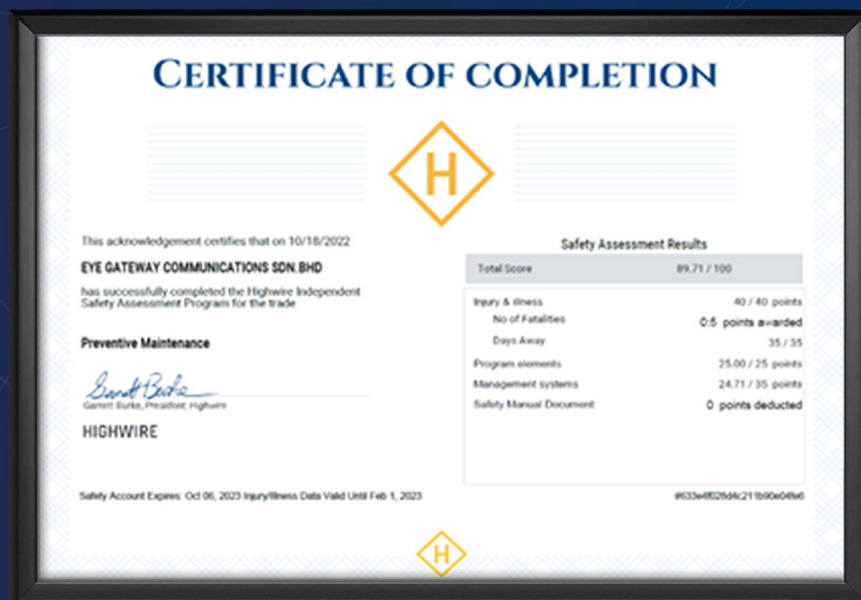 CERTIFICATE OF COMPLETION
H
This acknowledgement certifies that on 10/18/2022
EYE GATEWAY COMMUNICATIONS SDN.BHD
has successfully completed the Highwire Independent
Safety Assessment Program for the trade
Preventive Maintenance
Garrett Burke, President, Highwire
HIGHWIRE
Safety Assessment Results
Total Score 89.71 / 100
Injury & illness 40 / 40 points
No of Fatalities 0:5 points awarded
Days Away 35 / 35
Program elements 25.00 / 25 points
Management systems 24.71 / 35 points
Safety Manual Document 0 points deducted
Safety Account Expires: Oct 06, 2023 Injury/Illness Data Valid Until Feb 1, 2023
H